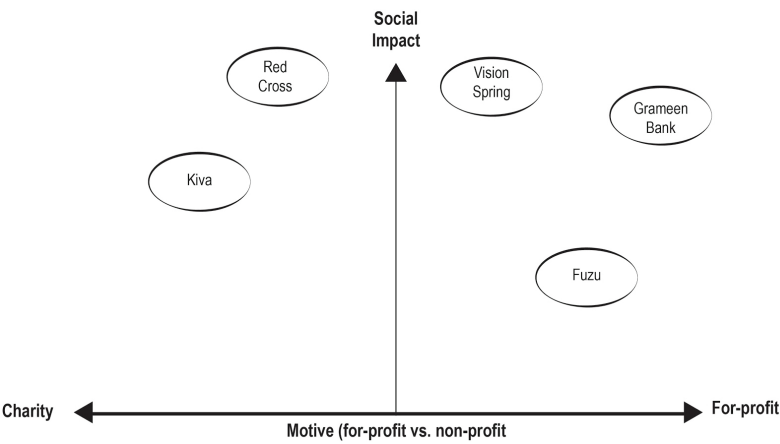 Social
Impact
Red
Cross
Vision
Spring
Grameen
Bank
Kiva
Fuzu
Charity
For-profit
Motive (for-profit vs. non-profit